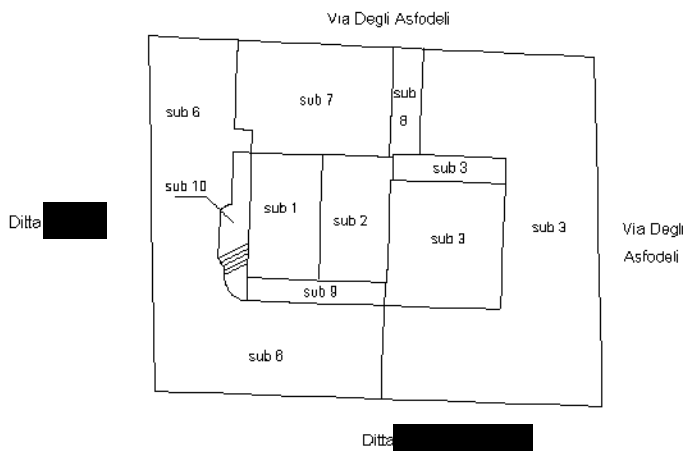 Via Degli Asfodeli
sub 6
sub 7
sub
8
sub 3
sub 10
sub 1
sub 2
sub 3
sub 3
Ditta
Via Degli
Asfodeli
sub 9
sub 6
Ditta